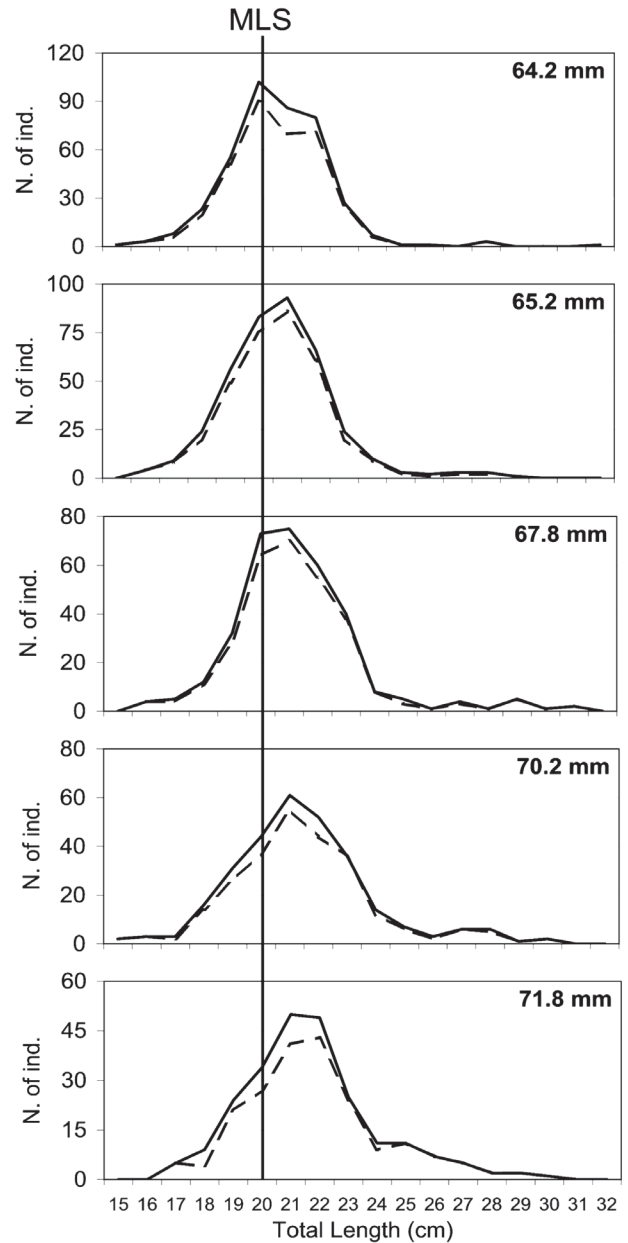 MLS
64.2 mm
120
90
60
30
0
N. of ind.
65.2 mm
100
75
50
25
0
N. of ind.
67.8 mm
80
60
40
20
0
N. of ind.
70.2 mm
80
60
40
20
0
N. of ind.
71.8 mm
60
45
30
15
0
N. of ind.
15 16 17 18 19 20 21 22 23 24 25 26 27 28 29 30 31 32
Total Length (cm)